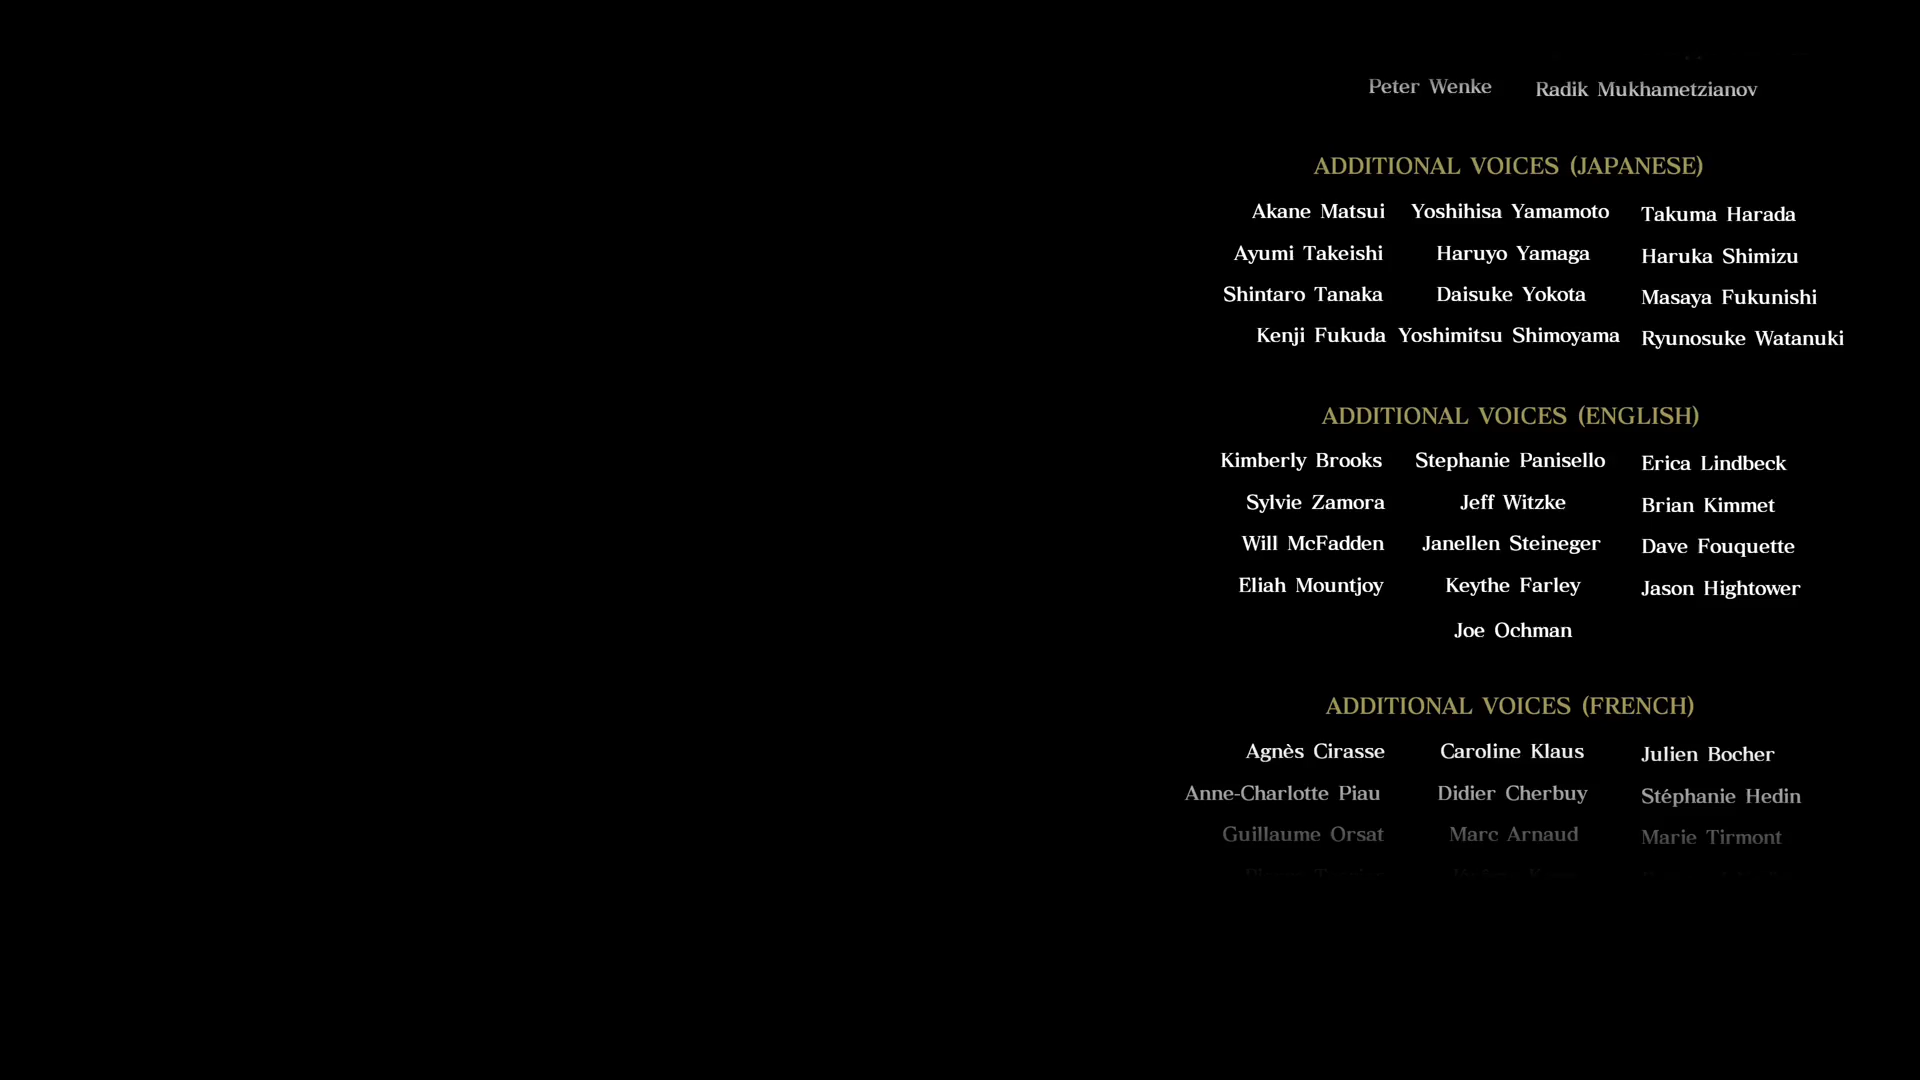 Peter Wenke Radik Mukhametzianov
ADDITIONAL VOICES (JAPANESE)
Akane Matsui Yoshihisa Yamamoto Takuma Harada
Ayumi Takeishi Haruyo Yamaga Haruka Shimizu
Shintaro Tanaka Daisuke Yokota Masaya Fukunishi
Kenji Fukuda Yoshimitsu Shimoyama Ryunosuke Watanuki
ADDITIONAL VOICES (ENGLISH)
Kimberly Brooks Stephanie Panisello Erica Lindbeck
Sylvie Zamora Jeff Witzke Brian Kimmet
Will McFadden Janellen Steineger Dave Fouquette
Eliah Mountjoy Keythe Farley Jason Hightower
Joe Ochman
ADDITIONAL VOICES (FRENCH)
Agnès Cirasse Caroline Klaus Julien Bocher
Anne-Charlotte Piau Didier Cherbuy Stéphanie Hedin
Guillaume Orsat Marc Arnaud Marie Tirmont